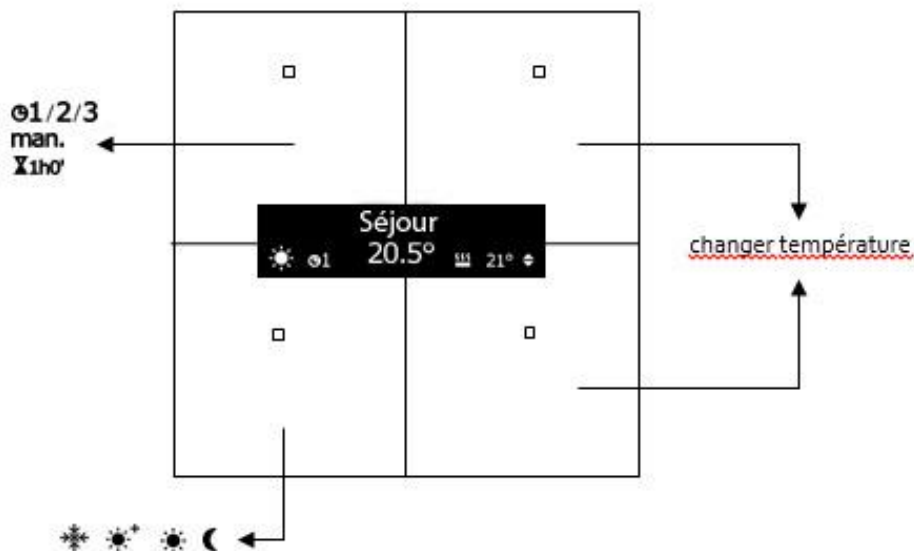 1/2/3
man.
1h0'
Séjour
1 20.5° 21°
changer température